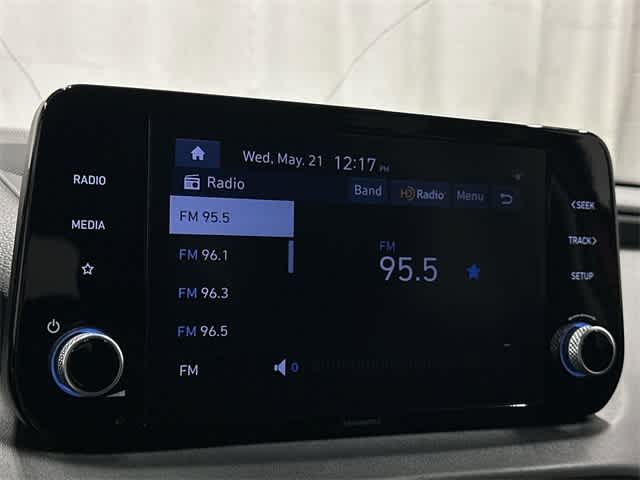 Wed, May. 21 12:17 PM
Radio
Band HD Radio Menu
RADIO
MEDIA
FM 95.5
FM 96.1
FM 96.3
FM 96.5
FM
FM
95.5
0
<SEEK
TRACK>
SETUP